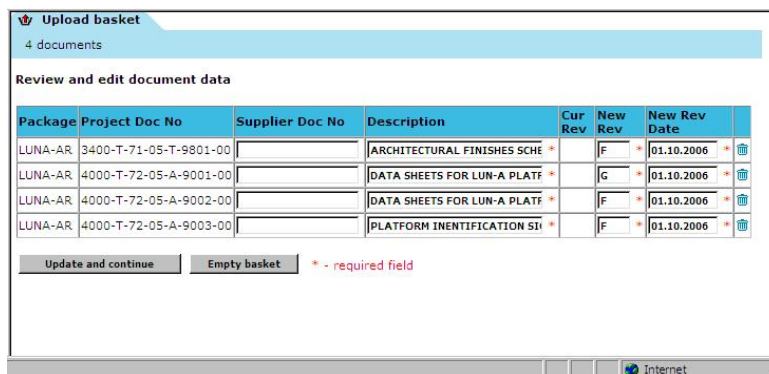 Upload basket
4 documents
Review and edit document data
Package Project Doc No Supplier Doc No Description Cur Rev New Rev New Rev Date
LUNA-AR 3400-T-71-05-T-9801-00 ARCHITECTURAL FINISHES SCHE * F * 01.10.2006 *
LUNA-AR 4000-T-72-05-A-9001-00 DATA SHEETS FOR LUN-A PLATF * G * 01.10.2006 *
LUNA-AR 4000-T-72-05-A-9002-00 DATA SHEETS FOR LUN-A PLATF * F * 01.10.2006 *
LUNA-AR 4000-T-72-05-A-9003-00 PLATFORM INENTIFICATION SI * F * 01.10.2006 *
Update and continue Empty basket * - required field
Internet